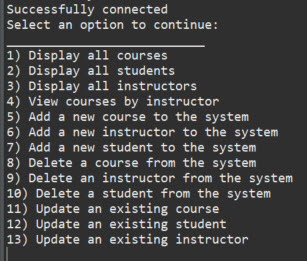 Successfully connected
Select an option to continue:
____________________________
1) Display all courses
2) Display all students
3) Display all instructors
4) View courses by instructor
5) Add a new course to the system
6) Add a new instructor to the system
7) Add a new student to the system
8) Delete a course from the system
9) Delete an instructor from the system
10) Delete a student from the system
11) Update an existing course
12) Update an existing student
13) Update an existing instructor